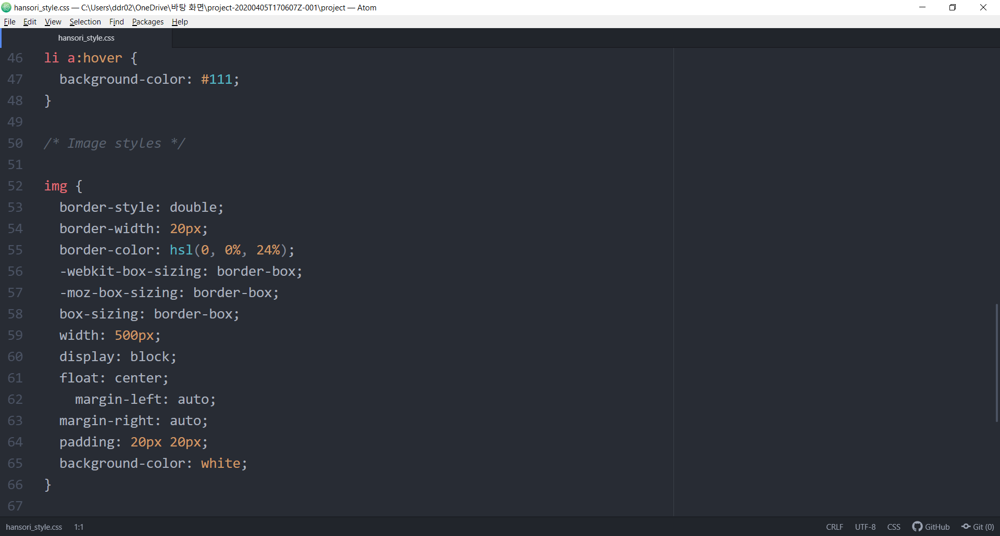 hansori_style.css — C:\Users\ddr02\OneDrive\바탕 화면\project-20200405T170607Z-001\project — Atom
File Edit View Selection Find Packages Help
hansori_style.css
46 li a:hover {
47 background-color: #111;
48 }
49
50 /* Image styles */
51
52 img {
53 border-style: double;
54 border-width: 20px;
55 border-color: hsl(0, 0%, 24%);
56 -webkit-box-sizing: border-box;
57 -moz-box-sizing: border-box;
58 box-sizing: border-box;
59 width: 500px;
60 display: block;
61 float: center;
62 margin-left: auto;
63 margin-right: auto;
64 padding: 20px 20px;
65 background-color: white;
66 }
67
hansori_style.css 1:1 CRLF UTF-8 CSS GitHub Git (0)